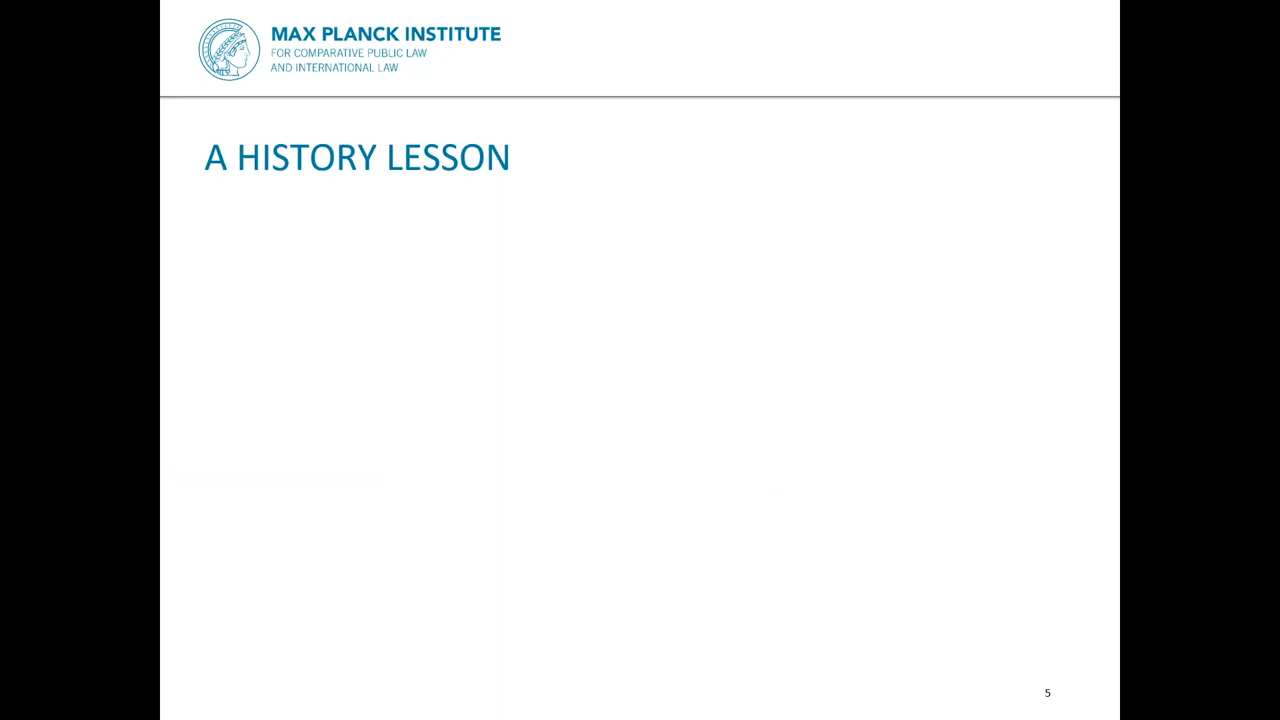 MAX PLANCK INSTITUTE
FOR COMPARATIVE PUBLIC LAW
AND INTERNATIONAL LAW
A HISTORY LESSON
5